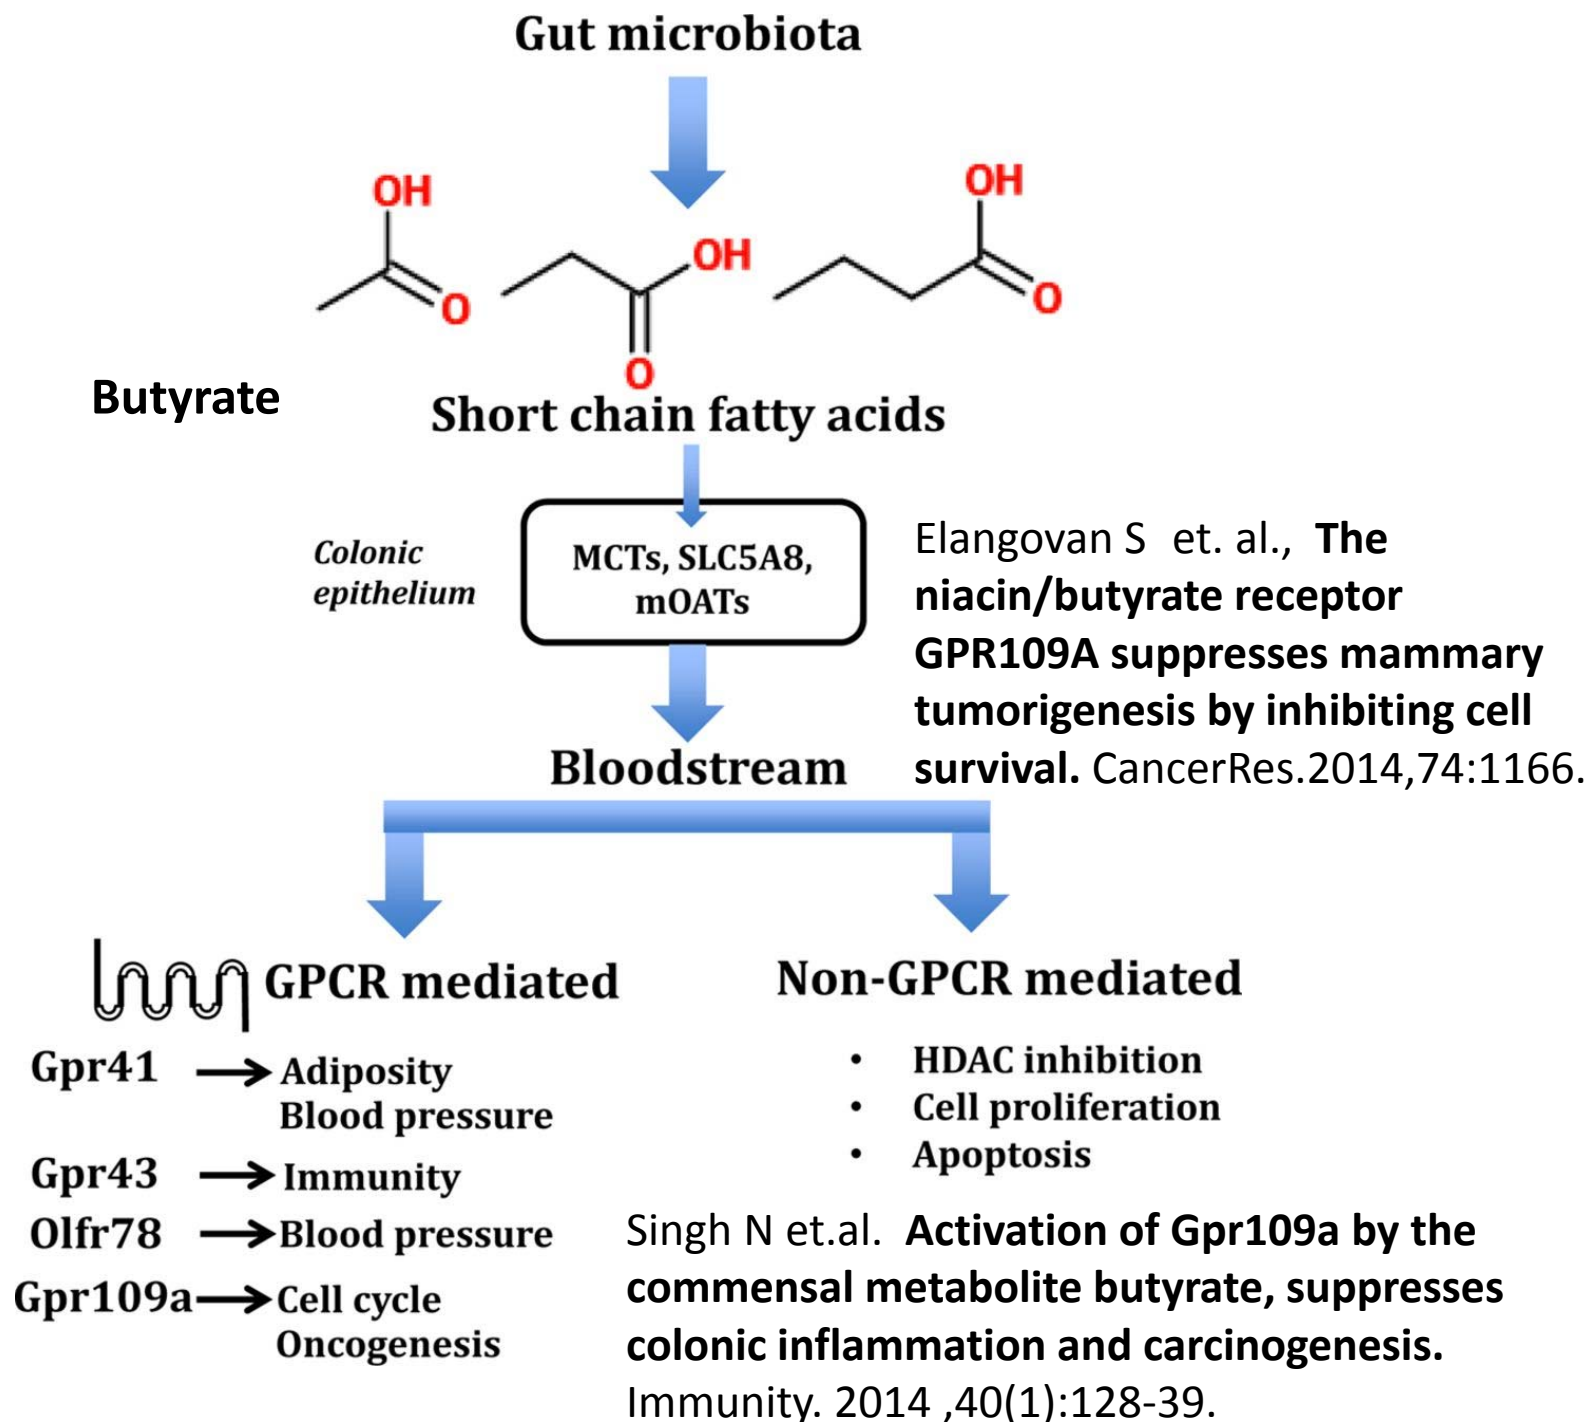 Gut microbiota
OH
O
OH
O
OH
O
Butyrate
Short chain fatty acids
Colonic
epithelium
MCTs, SLC5A8,
mOATs
Elangovan S et. al., The
niacin/butyrate receptor
GPR109A suppresses mammary
tumorigenesis by inhibiting cell
survival. CancerRes.2014,74:1166.
Bloodstream
GPCR mediated
Gpr41 → Adiposity
Blood pressure
Gpr43 → Immunity
Olfr78 → Blood pressure
Gpr109a → Cell cycle
Oncogenesis
Non-GPCR mediated
• HDAC inhibition
• Cell proliferation
• Apoptosis
Singh N et.al. Activation of Gpr109a by the
commensal metabolite butyrate, suppresses
colonic inflammation and carcinogenesis.
Immunity. 2014 ,40(1):128-39.